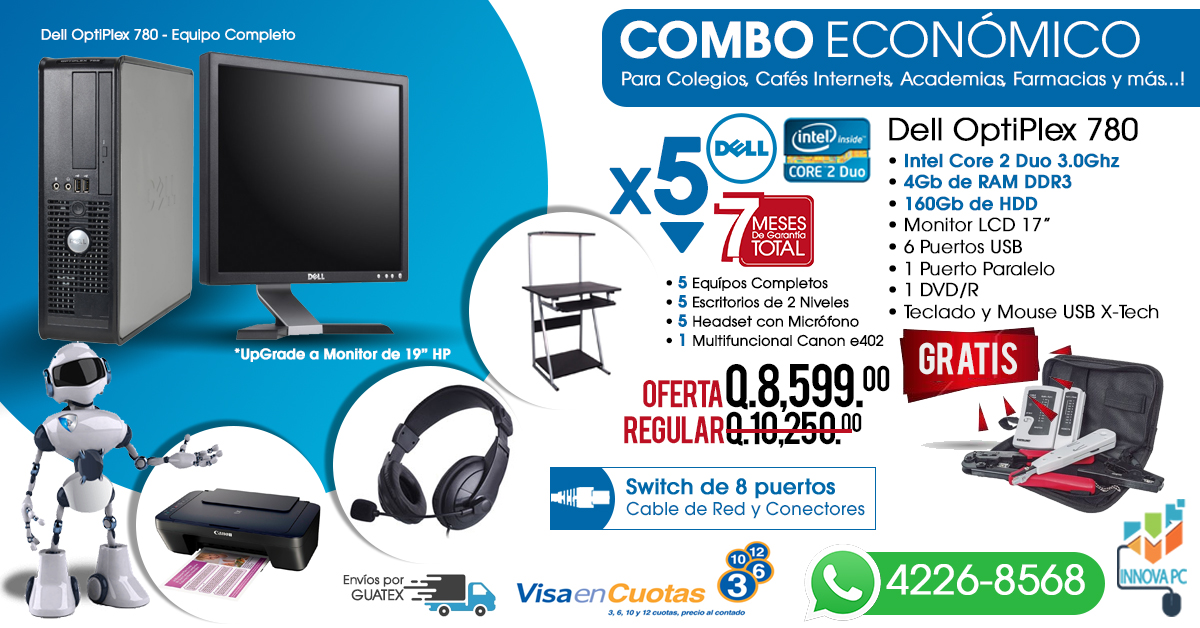 Dell OptiPlex 780 - Equipo Completo
COMBO ECONÓMICO
Para Colegios, Cafés Internets, Academias, Farmacias y más...!
x5
DELL
intel inside™
CORE 2 Duo
7 MESES
De Garantía
TOTAL
Dell OptiPlex 780
• Intel Core 2 Duo 3.0Ghz
• 4Gb de RAM DDR3
• 160Gb de HDD
• Monitor LCD 17”
• 6 Puertos USB
• 1 Puerto Paralelo
• 1 DVD/R
• Teclado y Mouse USB X-Tech
• 5 Equípos Completos
• 5 Escritorios de 2 Niveles
• 5 Headset con Micrófono
• 1 Multifuncional Canon e402
DELL
*UpGrade a Monitor de 19” HP
OFERTA Q.8,599.00
REGULAR Q.10,250.00
GRATIS
Switch de 8 puertos
Cable de Red y Conectores
Canon
Envíos por
GUATEX
Visa en Cuotas
3 6 10 12
3, 6, 10 y 12 cuotas, precio al contado
4226-8568
INNOVA PC